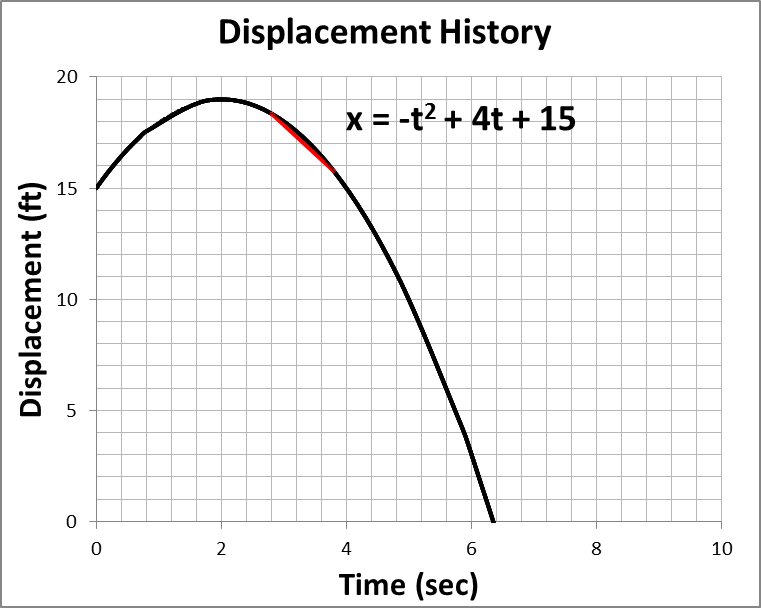 Displacement History
x = -t² + 4t + 15
Displacement (ft)
20
15
10
5
0
0 2 4 6 8 10
Time (sec)